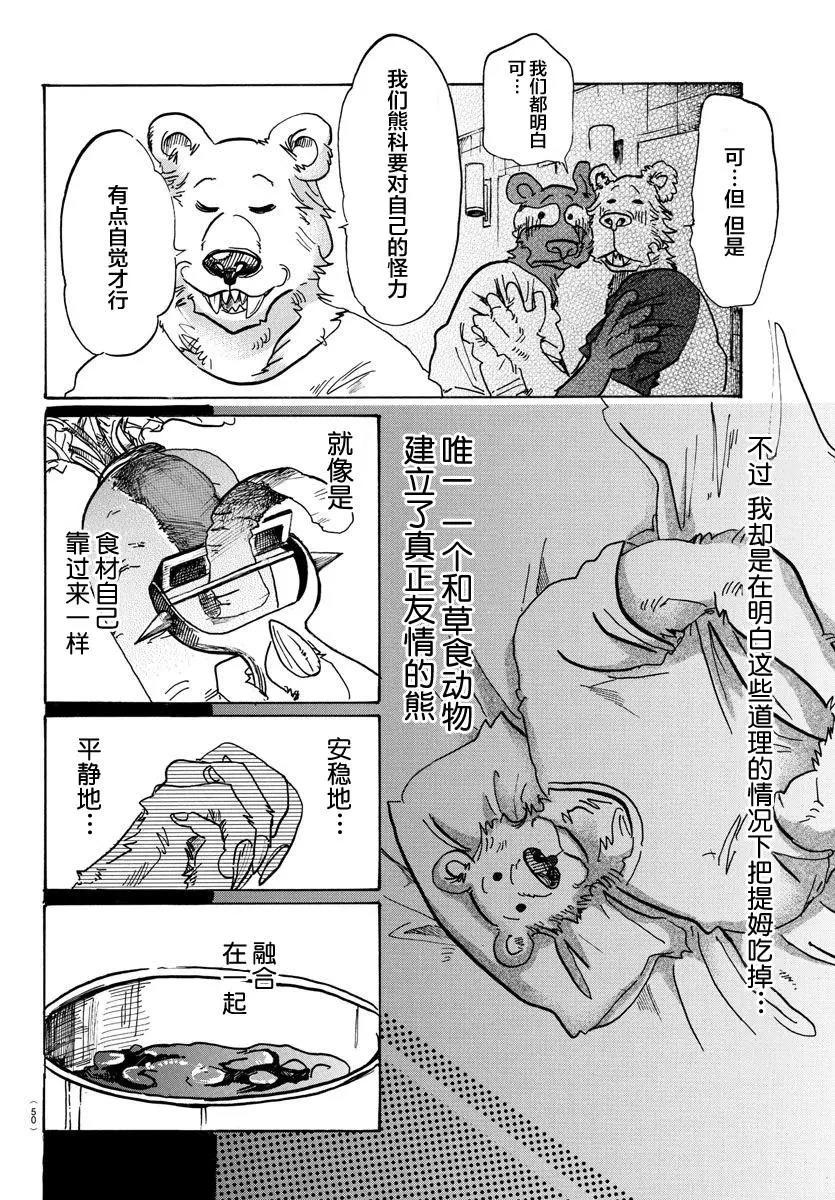 可…但 但是
我们都明白
可…
我们熊科要对自己的怪力
有点自觉才行
不过 我却是在明白这些道理的情况下把提姆吃掉…
唯一一个和草食动物
建立了真正友情的熊
就像是
食材自己
靠过来一样
安稳地…
平静地…
融合
在一起
(50)